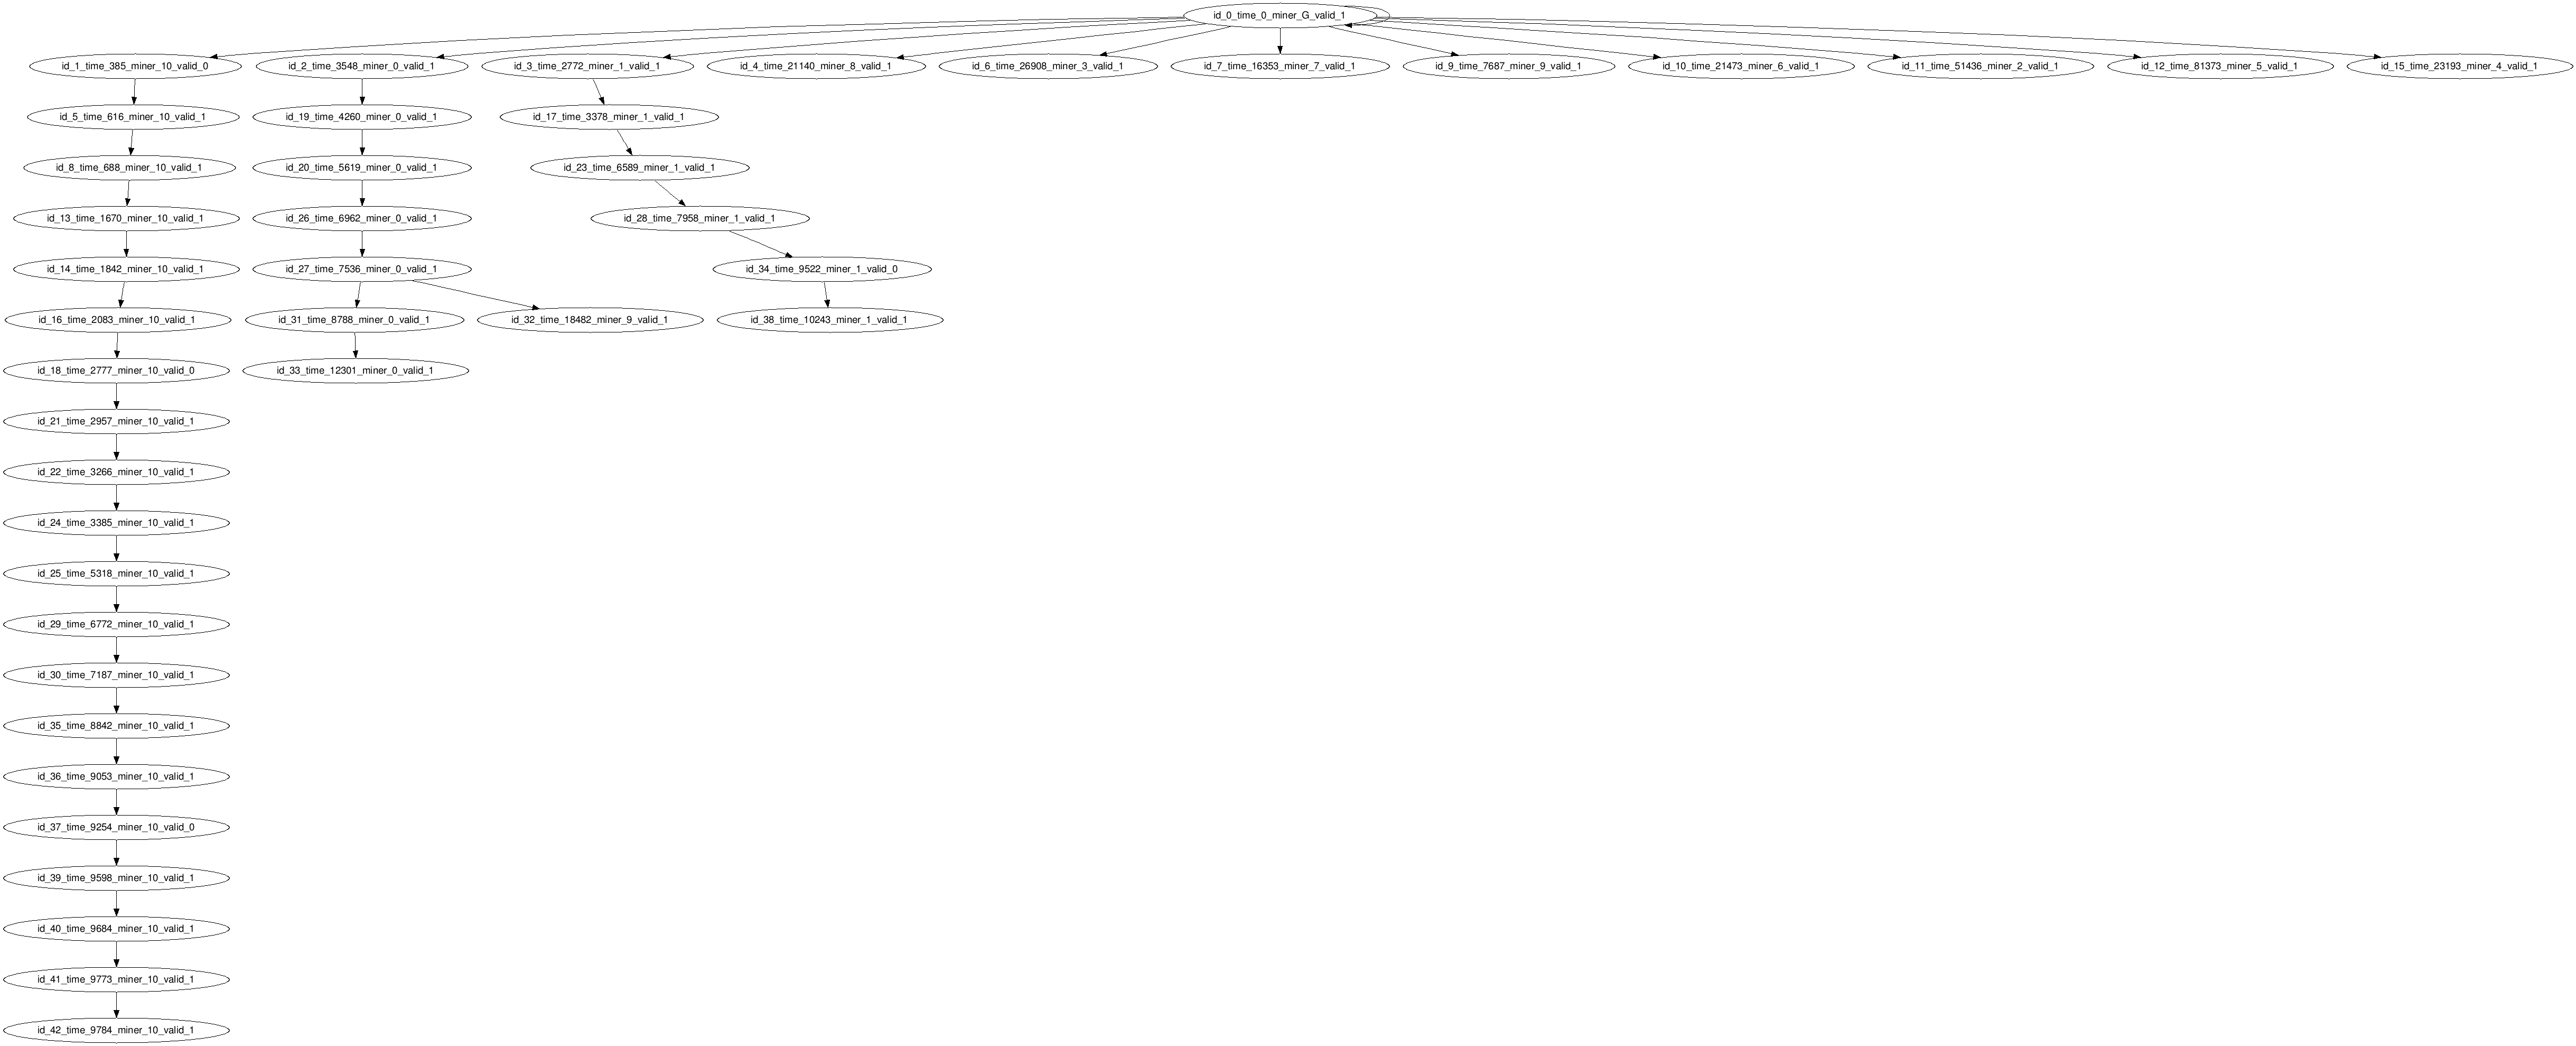 id_0_time_0_miner_G_valid_1
id_1_time_385_miner_10_valid_0
id_2_time_3548_miner_0_valid_1
id_3_time_2772_miner_1_valid_1
id_4_time_21140_miner_8_valid_1
id_6_time_26908_miner_3_valid_1
id_7_time_16353_miner_7_valid_1
id_9_time_7687_miner_9_valid_1
id_10_time_21473_miner_6_valid_1
id_11_time_51436_miner_2_valid_1
id_12_time_81373_miner_5_valid_1
id_15_time_23193_miner_4_valid_1
id_5_time_616_miner_10_valid_1
id_19_time_4260_miner_0_valid_1
id_17_time_3378_miner_1_valid_1
id_8_time_688_miner_10_valid_1
id_20_time_5619_miner_0_valid_1
id_23_time_6589_miner_1_valid_1
id_13_time_1670_miner_10_valid_1
id_26_time_6962_miner_0_valid_1
id_28_time_7958_miner_1_valid_1
id_14_time_1842_miner_10_valid_1
id_27_time_7536_miner_0_valid_1
id_34_time_9522_miner_1_valid_0
id_16_time_2083_miner_10_valid_1
id_31_time_8788_miner_0_valid_1
id_32_time_18482_miner_9_valid_1
id_38_time_10243_miner_1_valid_1
id_18_time_2777_miner_10_valid_0
id_33_time_12301_miner_0_valid_1
id_21_time_2957_miner_10_valid_1
id_22_time_3266_miner_10_valid_1
id_24_time_3385_miner_10_valid_1
id_25_time_5318_miner_10_valid_1
id_29_time_6772_miner_10_valid_1
id_30_time_7187_miner_10_valid_1
id_35_time_8842_miner_10_valid_1
id_36_time_9053_miner_10_valid_1
id_37_time_9254_miner_10_valid_0
id_39_time_9598_miner_10_valid_1
id_40_time_9684_miner_10_valid_1
id_41_time_9773_miner_10_valid_1
id_42_time_9784_miner_10_valid_1